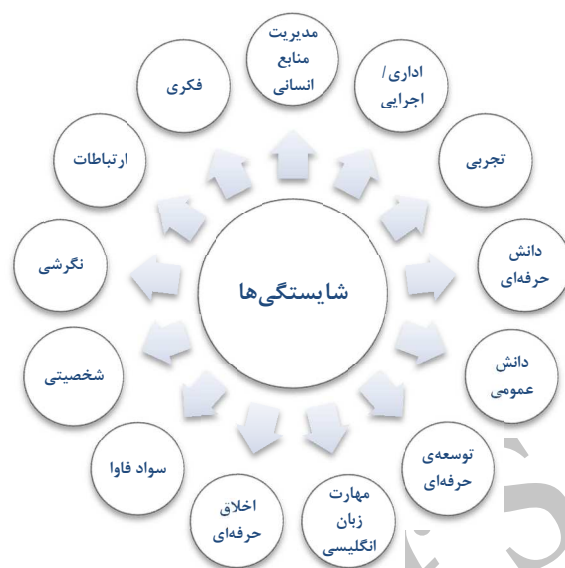 شایستگی‌ها
مدیریت
منابع
انسانی
اداری/
اجرایی
تجربی
دانش
حرفه‌ای
دانش
عمومی
توسعه‌ی
حرفه‌ای
مهارت
زبان
انگلیسی
اخلاق
حرفه‌ای
سواد فاوا
شخصیتی
نگرشی
ارتباطات
فکری